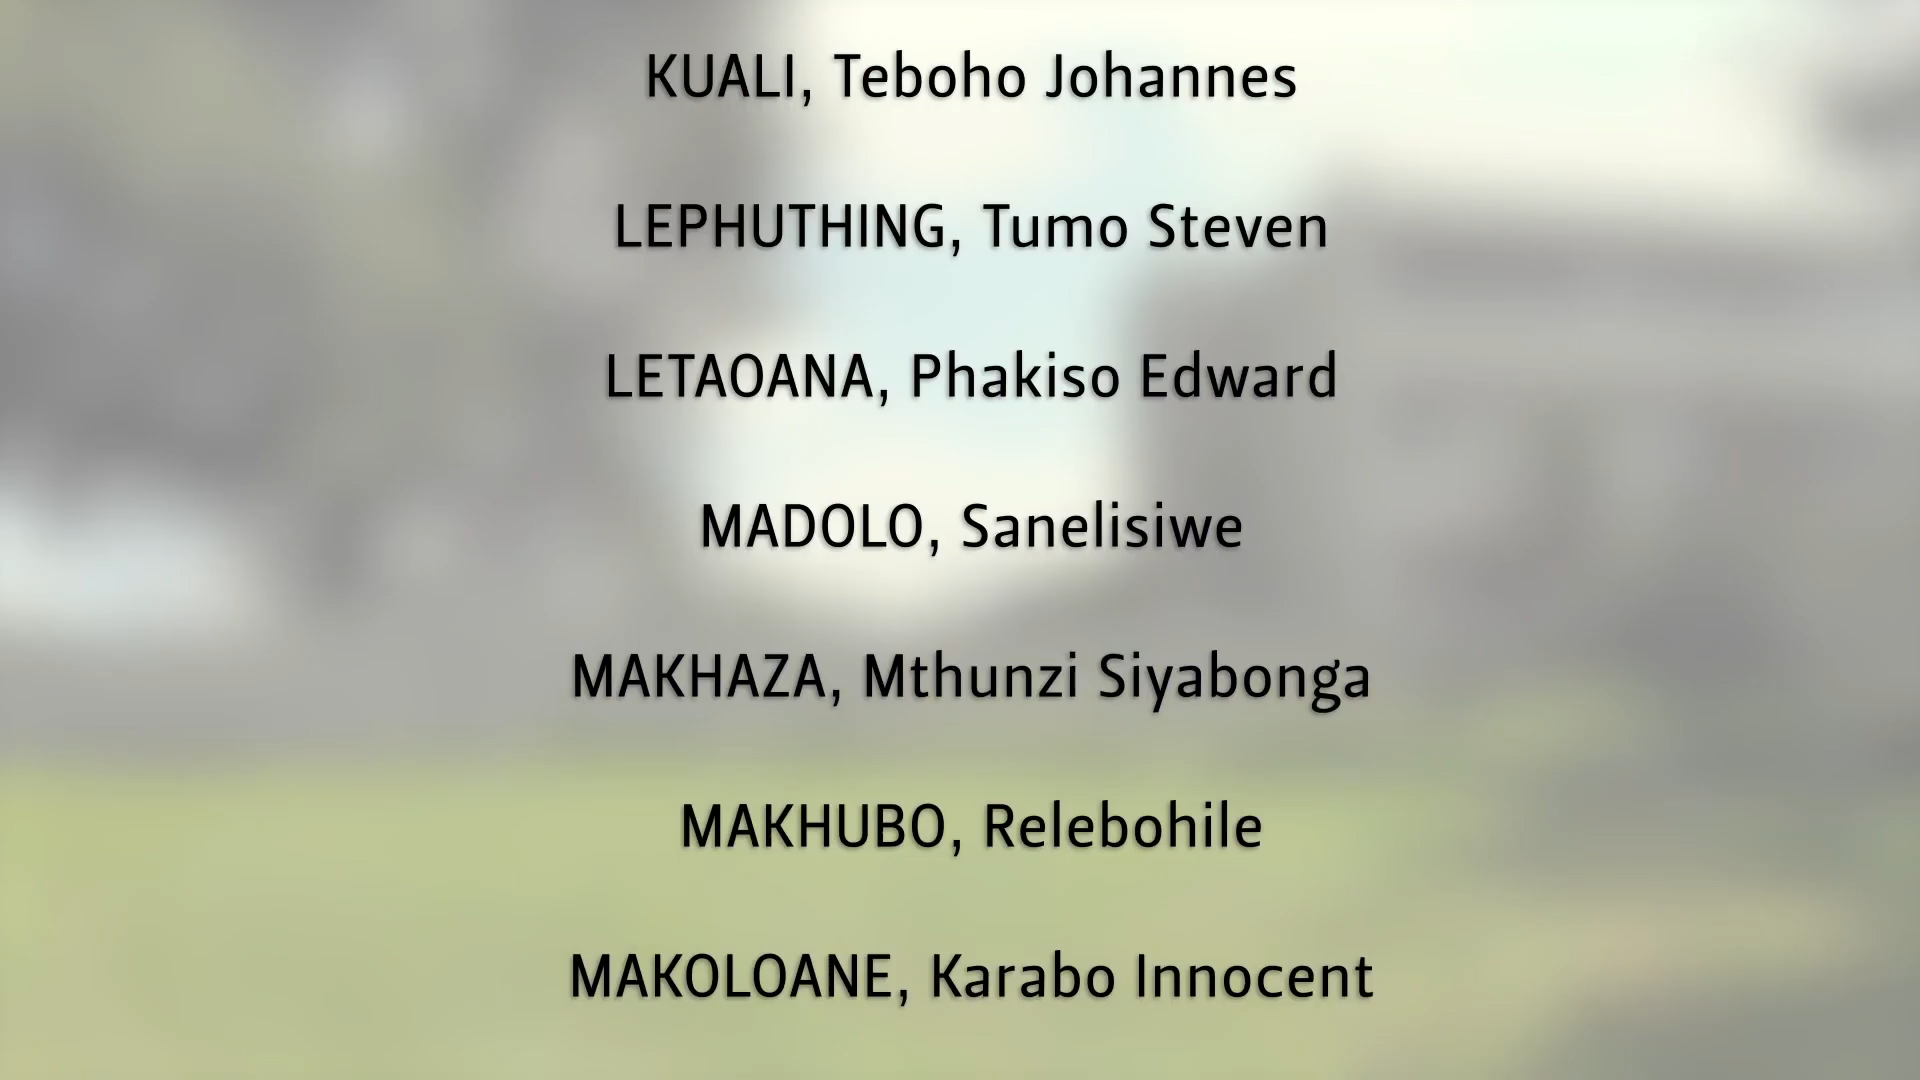 KUALI, Teboho Johannes
LEPHUTHING, Tumo Steven
LETAOANA, Phakiso Edward
MADOLO, Sanelisiwe
MAKHAZA, Mthunzi Siyabonga
MAKHUBO, Relebohile
MAKOLOANE, Karabo Innocent